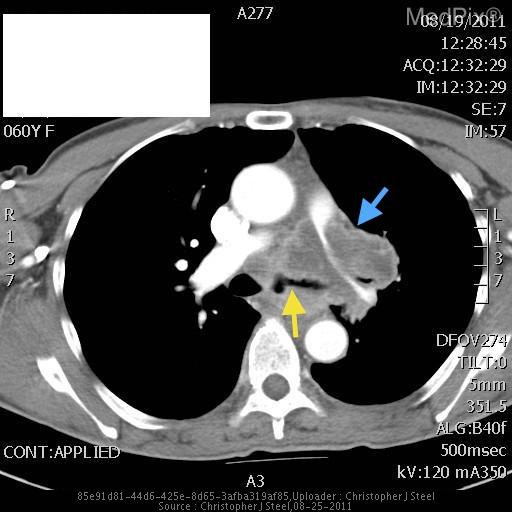 MedPix®
A277
08/19/2011
12:28:45
ACQ:12:32:29
IM:12:32:29
SE:7
IM:57
060Y F
R
1
3
7
L
1
3
7
DFOV274
TILT:0
5mm
351.5
ALG:B40f
500msec
kV:120 mA350
CONT:APPLIED
A3
85e91d81-44d6-425e-8d65-3afba319af85,Uploader : Christopher J Steel
Source : Christopher J Steel,08-25-2011